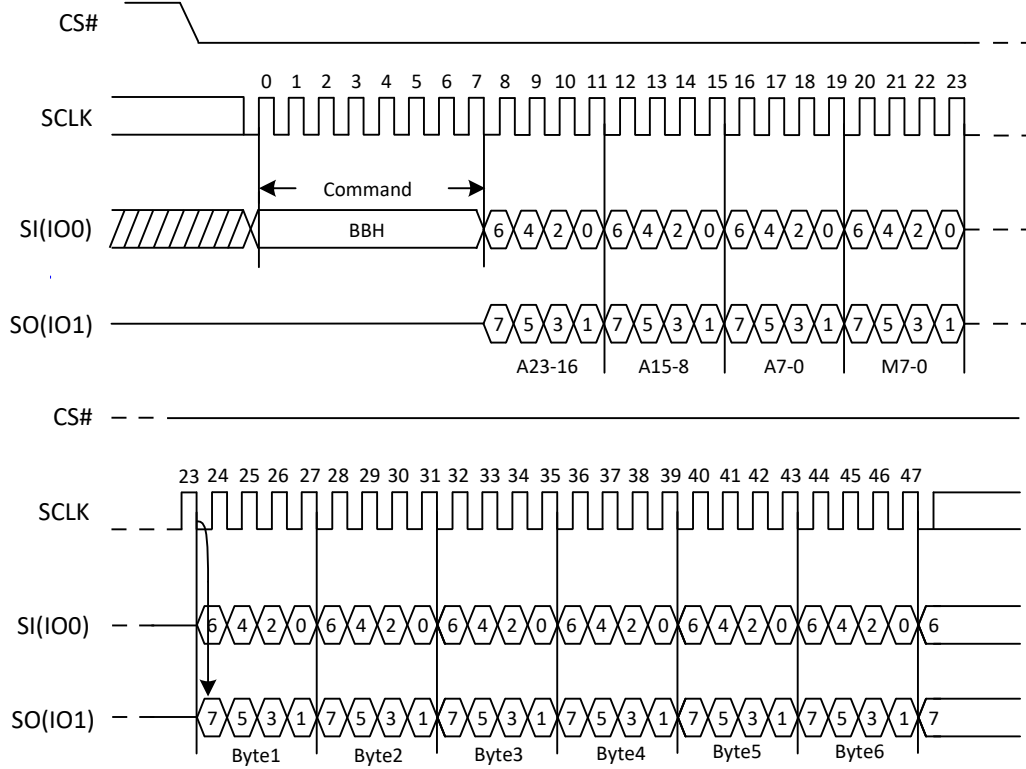 CS#
0 1 2 3 4 5 6 7 8 9 10 11 12 13 14 15 16 17 18 19 20 21 22 23
SCLK
Command
SI(IO0) BBH 6 4 2 0 6 4 2 0 6 4 2 0 6 4 2 0
SO(IO1) 7 5 3 1 7 5 3 1 7 5 3 1 7 5 3 1
A23-16 A15-8 A7-0 M7-0
CS#
23 24 25 26 27 28 29 30 31 32 33 34 35 36 37 38 39 40 41 42 43 44 45 46 47
SCLK
SI(IO0) 6 4 2 0 6 4 2 0 6 4 2 0 6 4 2 0 6 4 2 0 6 4 2 0 6
SO(IO1) 7 5 3 1 7 5 3 1 7 5 3 1 7 5 3 1 7 5 3 1 7 5 3 1 7
Byte1 Byte2 Byte3 Byte4 Byte5 Byte6